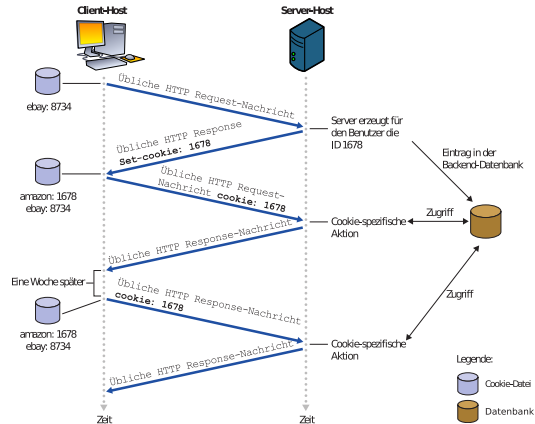 Client-Host
Server-Host
Übliche HTTP Request-Nachricht
ebay: 8734
Server erzeugt für
den Benutzer die
ID 1678
Übliche HTTP Response
Set-cookie: 1678
Eintrag in der
Backend-Datenbank
Übliche HTTP Request-
Nachricht cookie: 1678
amazon: 1678
ebay: 8734
Cookie-spezifische
Aktion
Zugriff
Übliche HTTP Response-Nachricht
Eine Woche später
Übliche HTTP Response-Nachricht
cookie: 1678
Zugriff
amazon: 1678
ebay: 8734
Cookie-spezifische
Aktion
Übliche HTTP Response-Nachricht
Legende:
Cookie-Datei
Datenbank
Zeit
Zeit